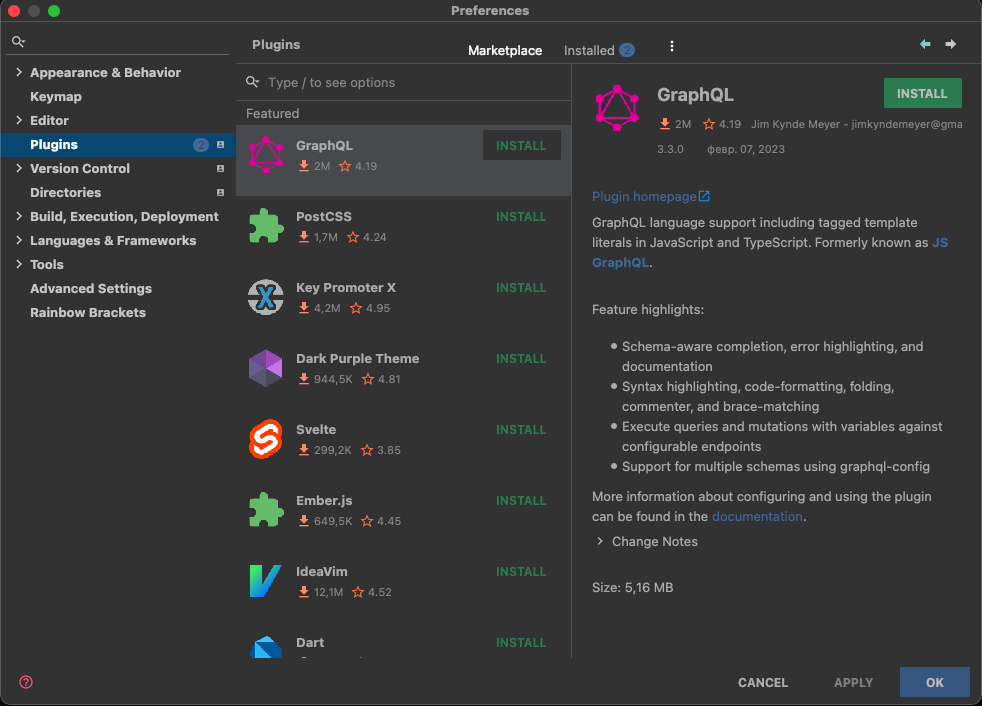 Preferences
Plugins
Marketplace
Installed 2
Type / to see options
Appearance & Behavior
Keymap
Editor
Plugins 2
Version Control
Directories
Build, Execution, Deployment
Languages & Frameworks
Tools
Advanced Settings
Rainbow Brackets
Featured
GraphQL
INSTALL
2M 4.19
PostCSS
INSTALL
1,7M 4.24
Key Promoter X
INSTALL
4,2M 4.95
Dark Purple Theme
INSTALL
944,5K 4.81
Svelte
INSTALL
299,2K 3.85
Ember.js
INSTALL
649,5K 4.45
IdeaVim
INSTALL
12,1M 4.52
Dart
INSTALL
GraphQL
INSTALL
2M 4.19 Jim Kynde Meyer - jimkyndemeyer@gma
3.3.0 февр. 07, 2023
Plugin homepage
GraphQL language support including tagged template
literals in JavaScript and TypeScript. Formerly known as JS
GraphQL.
Feature highlights:
Schema-aware completion, error highlighting, and
documentation
Syntax highlighting, code-formatting, folding,
commenter, and brace-matching
Execute queries and mutations with variables against
configurable endpoints
Support for multiple schemas using graphql-config
More information about configuring and using the plugin
can be found in the documentation.
Change Notes
Size: 5,16 MB
?
CANCEL
APPLY
OK